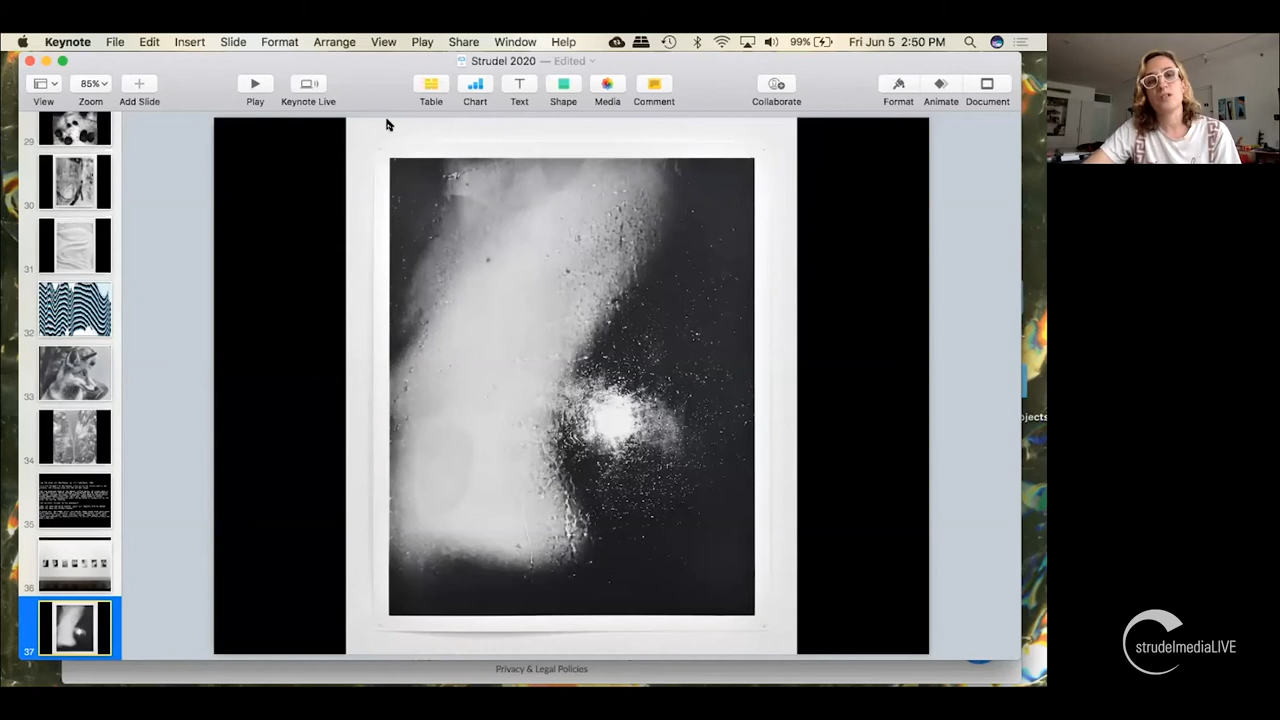 Keynote File Edit Insert Slide Format Arrange View Play Share Window Help 99% Fri Jun 5 2:50 PM
Strudel 2020 — Edited
85%
View Zoom Add Slide Play Keynote Live Table Chart Text Shape Media Comment Collaborate Format Animate Document
29
30
31
32
33
34
35
36
37
ojects
Privacy & Legal Policies
strudelmediaLIVE